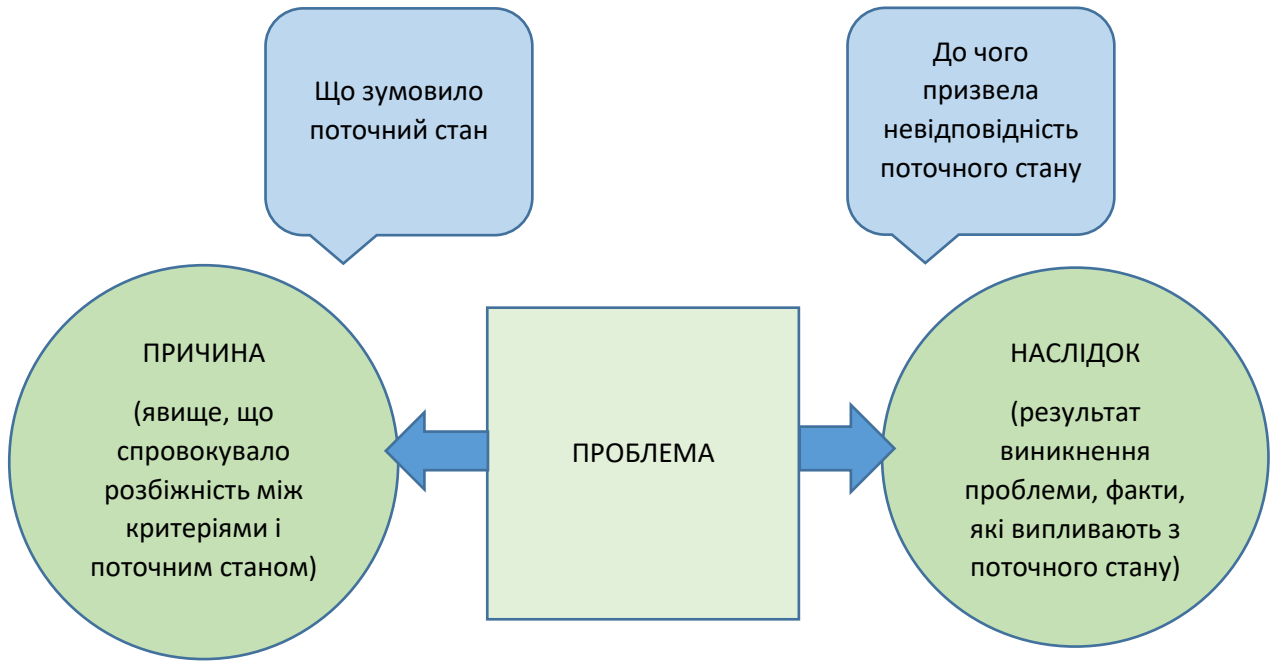 Що зумовило
поточний стан
До чого
призвела
невідповідність
поточного стану
ПРИЧИНА
(явище, що
спровокувало
розбіжність між
критеріями і
поточним станом)
ПРОБЛЕМА
НАСЛІДОК
(результат
виникнення
проблеми, факти,
які випливають з
поточного стану)